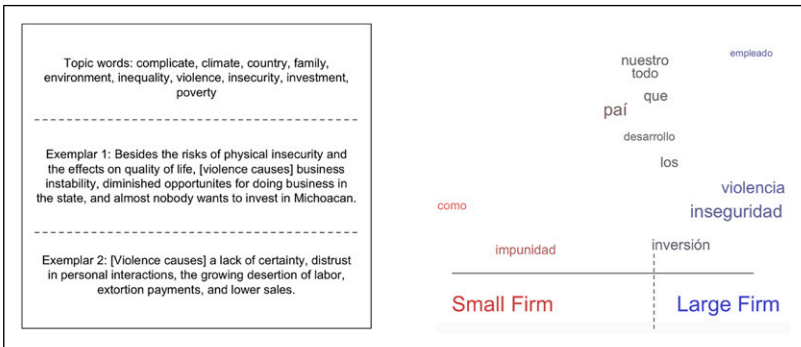 Topic words: complicate, climate, country, family,
environment, inequality, violence, insecurity, investment,
poverty
Exemplar 1: Besides the risks of physical insecurity and
the effects on quality of life, [violence causes] business
instability, diminished opportunites for doing business in
the state, and almost nobody wants to invest in Michoacan.
Exemplar 2: [Violence causes] a lack of certainty, distrust
in personal interactions, the growing desertion of labor,
extortion payments, and lower sales.
empleado
nuestro
todo
que
paí
desarrollo
los
violencia
inseguridad
como
impunidad
inversión
Small Firm
Large Firm